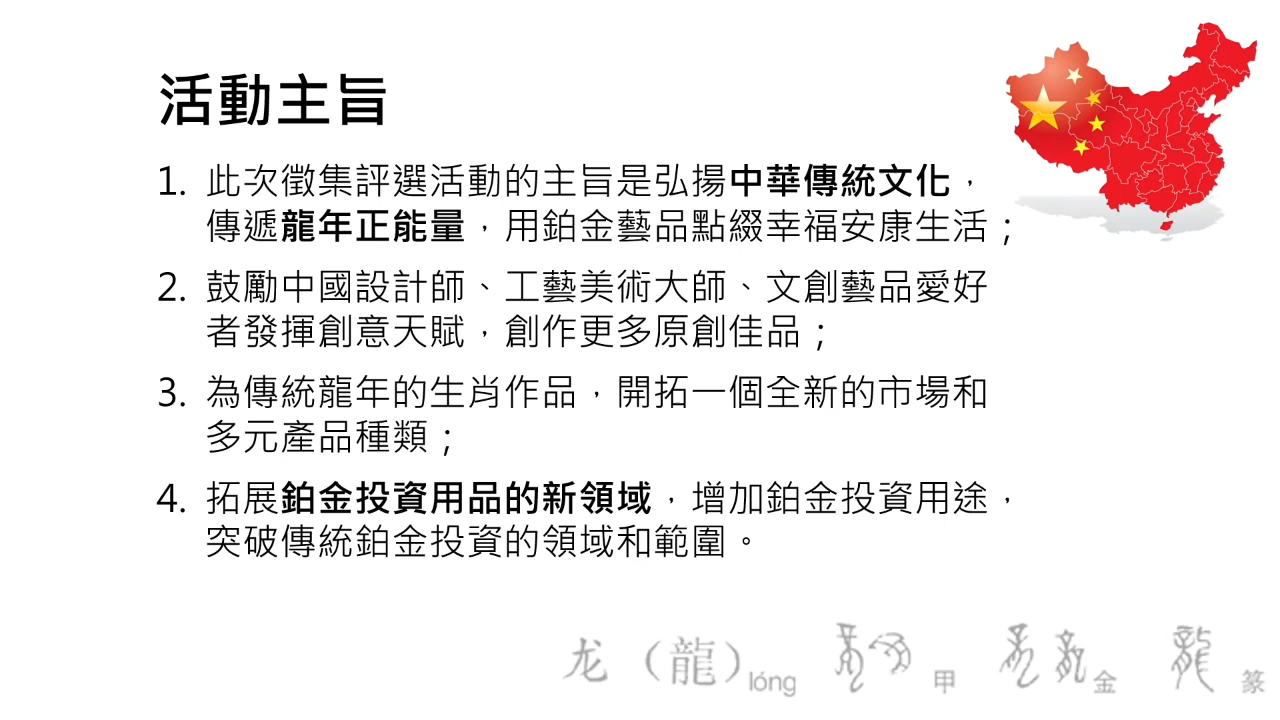 活動主旨
1. 此次徵集評選活動的主旨是弘揚中華傳統文化，
傳遞龍年正能量，用鉑金藝品點綴幸福安康生活；
2. 鼓勵中國設計師、工藝美術大師、文創藝品愛好
者發揮創意天賦，創作更多原創佳品；
3. 為傳統龍年的生肖作品，開拓一個全新的市場和
多元產品種類；
4. 拓展鉑金投資用品的新領域，增加鉑金投資用途，
突破傳統鉑金投資的領域和範圍。
龙（龍）lóng 甲 金 龍 篆